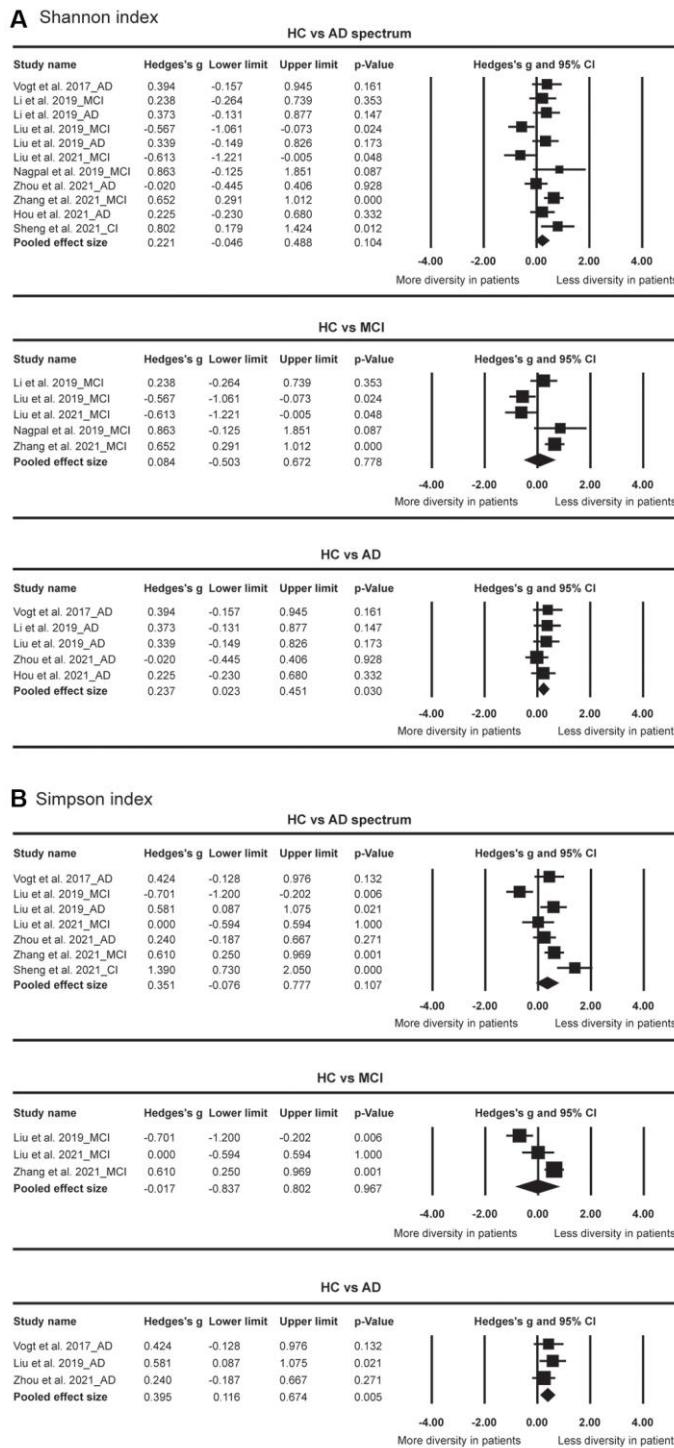 A Shannon index
HC vs AD spectrum
Study name Hedges's g Lower limit Upper limit p-Value Hedges's g and 95% CI
Vogt et al. 2017_AD 0.394 -0.157 0.945 0.161
Li et al. 2019_MCI 0.238 -0.264 0.739 0.353
Li et al. 2019_AD 0.373 -0.131 0.877 0.147
Liu et al. 2019_MCI -0.567 -1.061 -0.073 0.024
Liu et al. 2019_AD 0.339 -0.149 0.826 0.173
Liu et al. 2021_MCI -0.613 -1.221 -0.005 0.048
Nagpal et al. 2019_MCI 0.863 -0.125 1.851 0.087
Zhou et al. 2021_AD -0.020 -0.445 0.406 0.928
Zhang et al. 2021_MCI 0.652 0.291 1.012 0.000
Hou et al. 2021_AD 0.225 -0.230 0.680 0.332
Sheng et al. 2021_CI 0.802 0.179 1.424 0.012
Pooled effect size 0.221 -0.046 0.488 0.104
-4.00 -2.00 0.00 2.00 4.00
More diversity in patients Less diversity in patients
HC vs MCI
Study name Hedges's g Lower limit Upper limit p-Value Hedges's g and 95% CI
Li et al. 2019_MCI 0.238 -0.264 0.739 0.353
Liu et al. 2019_MCI -0.567 -1.061 -0.073 0.024
Liu et al. 2021_MCI -0.613 -1.221 -0.005 0.048
Nagpal et al. 2019_MCI 0.863 -0.125 1.851 0.087
Zhang et al. 2021_MCI 0.652 0.291 1.012 0.000
Pooled effect size 0.084 -0.503 0.672 0.778
-4.00 -2.00 0.00 2.00 4.00
More diversity in patients Less diversity in patients
HC vs AD
Study name Hedges's g Lower limit Upper limit p-Value Hedges's g and 95% CI
Vogt et al. 2017_AD 0.394 -0.157 0.945 0.161
Li et al. 2019_AD 0.373 -0.131 0.877 0.147
Liu et al. 2019_AD 0.339 -0.149 0.826 0.173
Zhou et al. 2021_AD -0.020 -0.445 0.406 0.928
Hou et al. 2021_AD 0.225 -0.230 0.680 0.332
Pooled effect size 0.237 0.023 0.451 0.030
-4.00 -2.00 0.00 2.00 4.00
More diversity in patients Less diversity in patients
B Simpson index
HC vs AD spectrum
Study name Hedges's g Lower limit Upper limit p-Value Hedges's g and 95% CI
Vogt et al. 2017_AD 0.424 -0.128 0.976 0.132
Liu et al. 2019_MCI -0.701 -1.200 -0.202 0.006
Liu et al. 2019_AD 0.581 0.087 1.075 0.021
Liu et al. 2021_MCI 0.000 -0.594 0.594 1.000
Zhou et al. 2021_AD 0.240 -0.187 0.667 0.271
Zhang et al. 2021_MCI 0.610 0.250 0.969 0.001
Sheng et al. 2021_CI 1.390 0.730 2.050 0.000
Pooled effect size 0.351 -0.076 0.777 0.107
-4.00 -2.00 0.00 2.00 4.00
More diversity in patients Less diversity in patients
HC vs MCI
Study name Hedges's g Lower limit Upper limit p-Value Hedges's g and 95% CI
Liu et al. 2019_MCI -0.701 -1.200 -0.202 0.006
Liu et al. 2021_MCI 0.000 -0.594 0.594 1.000
Zhang et al. 2021_MCI 0.610 0.250 0.969 0.001
Pooled effect size -0.017 -0.837 0.802 0.967
-4.00 -2.00 0.00 2.00 4.00
More diversity in patients Less diversity in patients
HC vs AD
Study name Hedges's g Lower limit Upper limit p-Value Hedges's g and 95% CI
Vogt et al. 2017_AD 0.424 -0.128 0.976 0.132
Liu et al. 2019_AD 0.581 0.087 1.075 0.021
Zhou et al. 2021_AD 0.240 -0.187 0.667 0.271
Pooled effect size 0.395 0.116 0.674 0.005
-4.00 -2.00 0.00 2.00 4.00
More diversity in patients Less diversity in patients